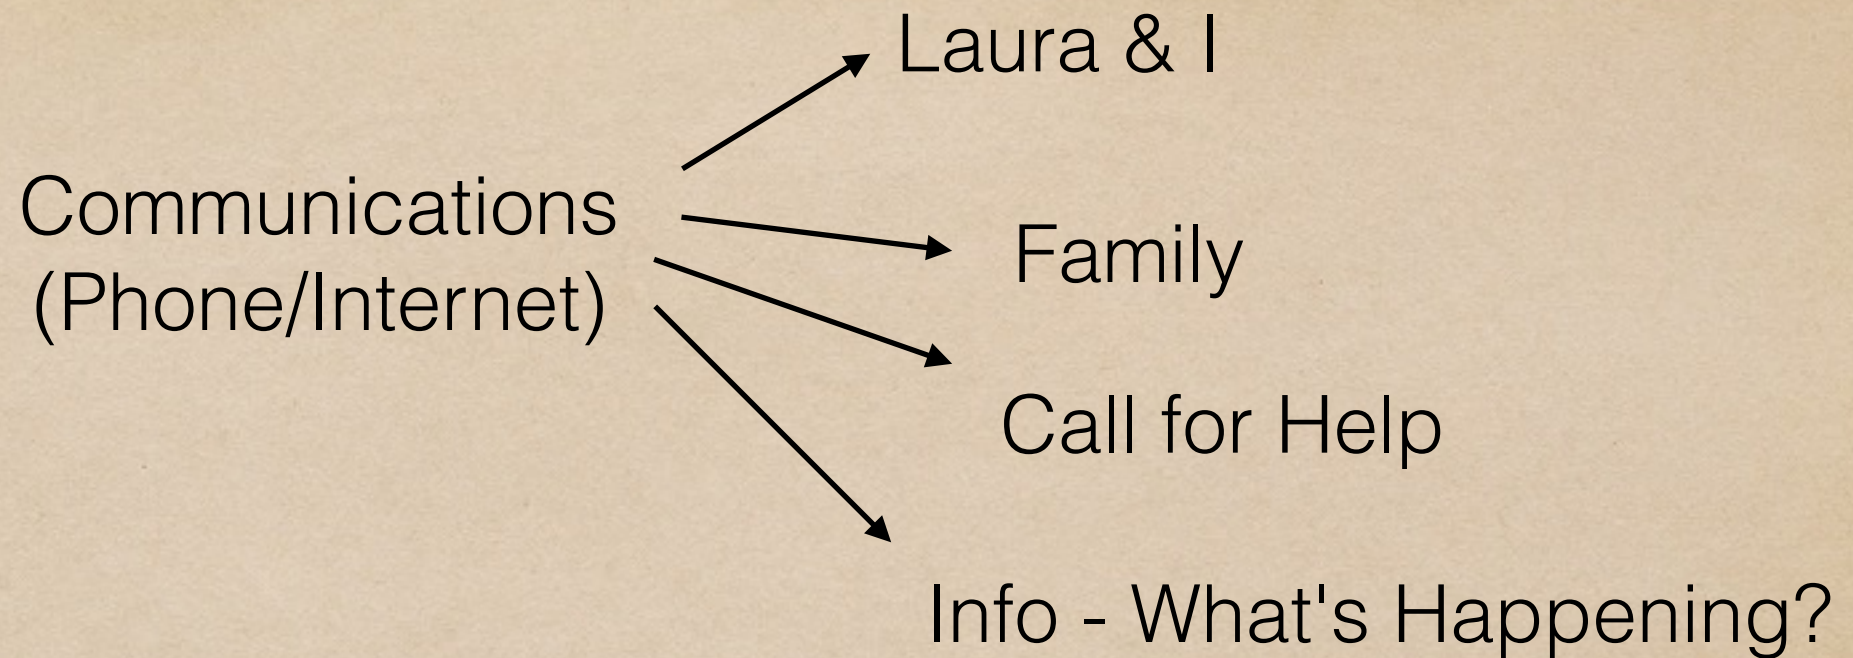 Laura & I
Communications
(Phone/Internet)
Family
Call for Help
Info - What's Happening?